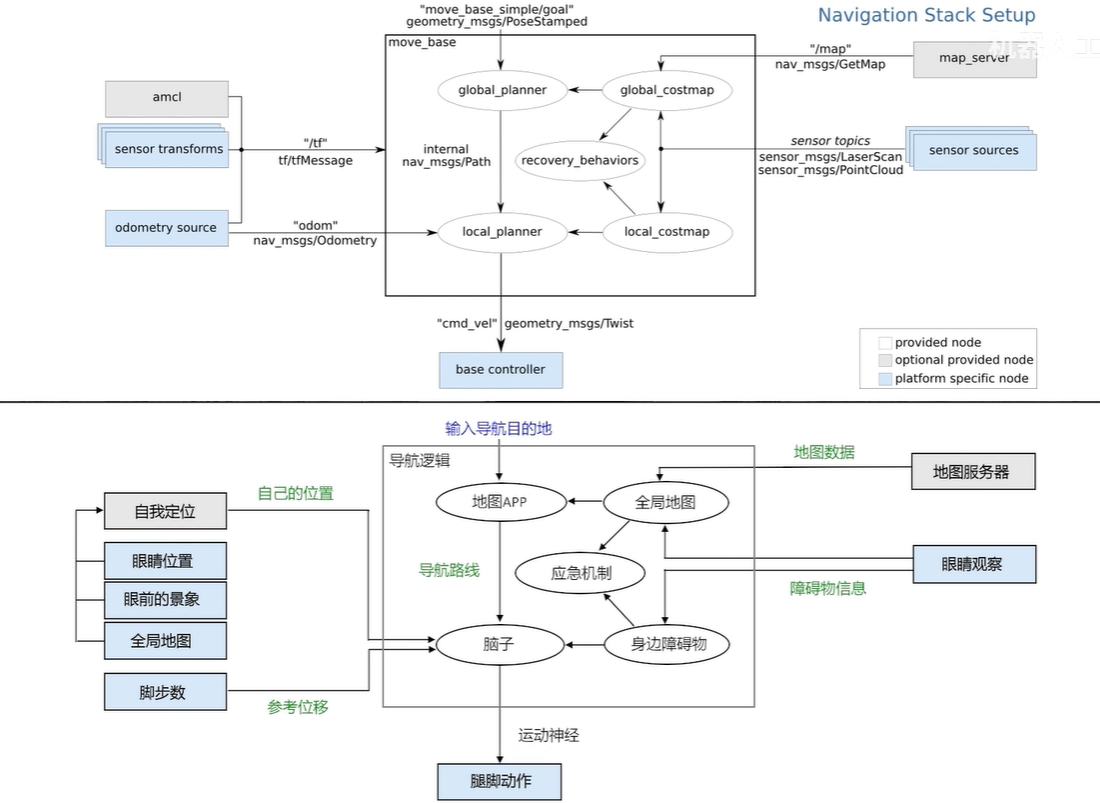 "move_base_simple/goal"
geometry_msgs/PoseStamped
Navigation Stack Setup
move_base
"/map"
nav_msgs/GetMap
map_server
机器人工
amcl
global_planner
global_costmap
sensor transforms
"/tf"
tf/tfMessage
internal
nav_msgs/Path
recovery_behaviors
sensor topics
sensor_msgs/LaserScan
sensor_msgs/PointCloud
sensor sources
odometry source
"odom"
nav_msgs/Odometry
local_planner
local_costmap
"cmd_vel"
geometry_msgs/Twist
base controller
provided node
optional provided node
platform specific node
输入导航目的地
导航逻辑
地图数据
地图服务器
自我定位
自己的位置
地图APP
全局地图
眼睛位置
眼前的景象
全局地图
导航路线
应急机制
眼睛观察
障碍物信息
脑子
身边障碍物
脚步数
参考位移
运动神经
腿脚动作